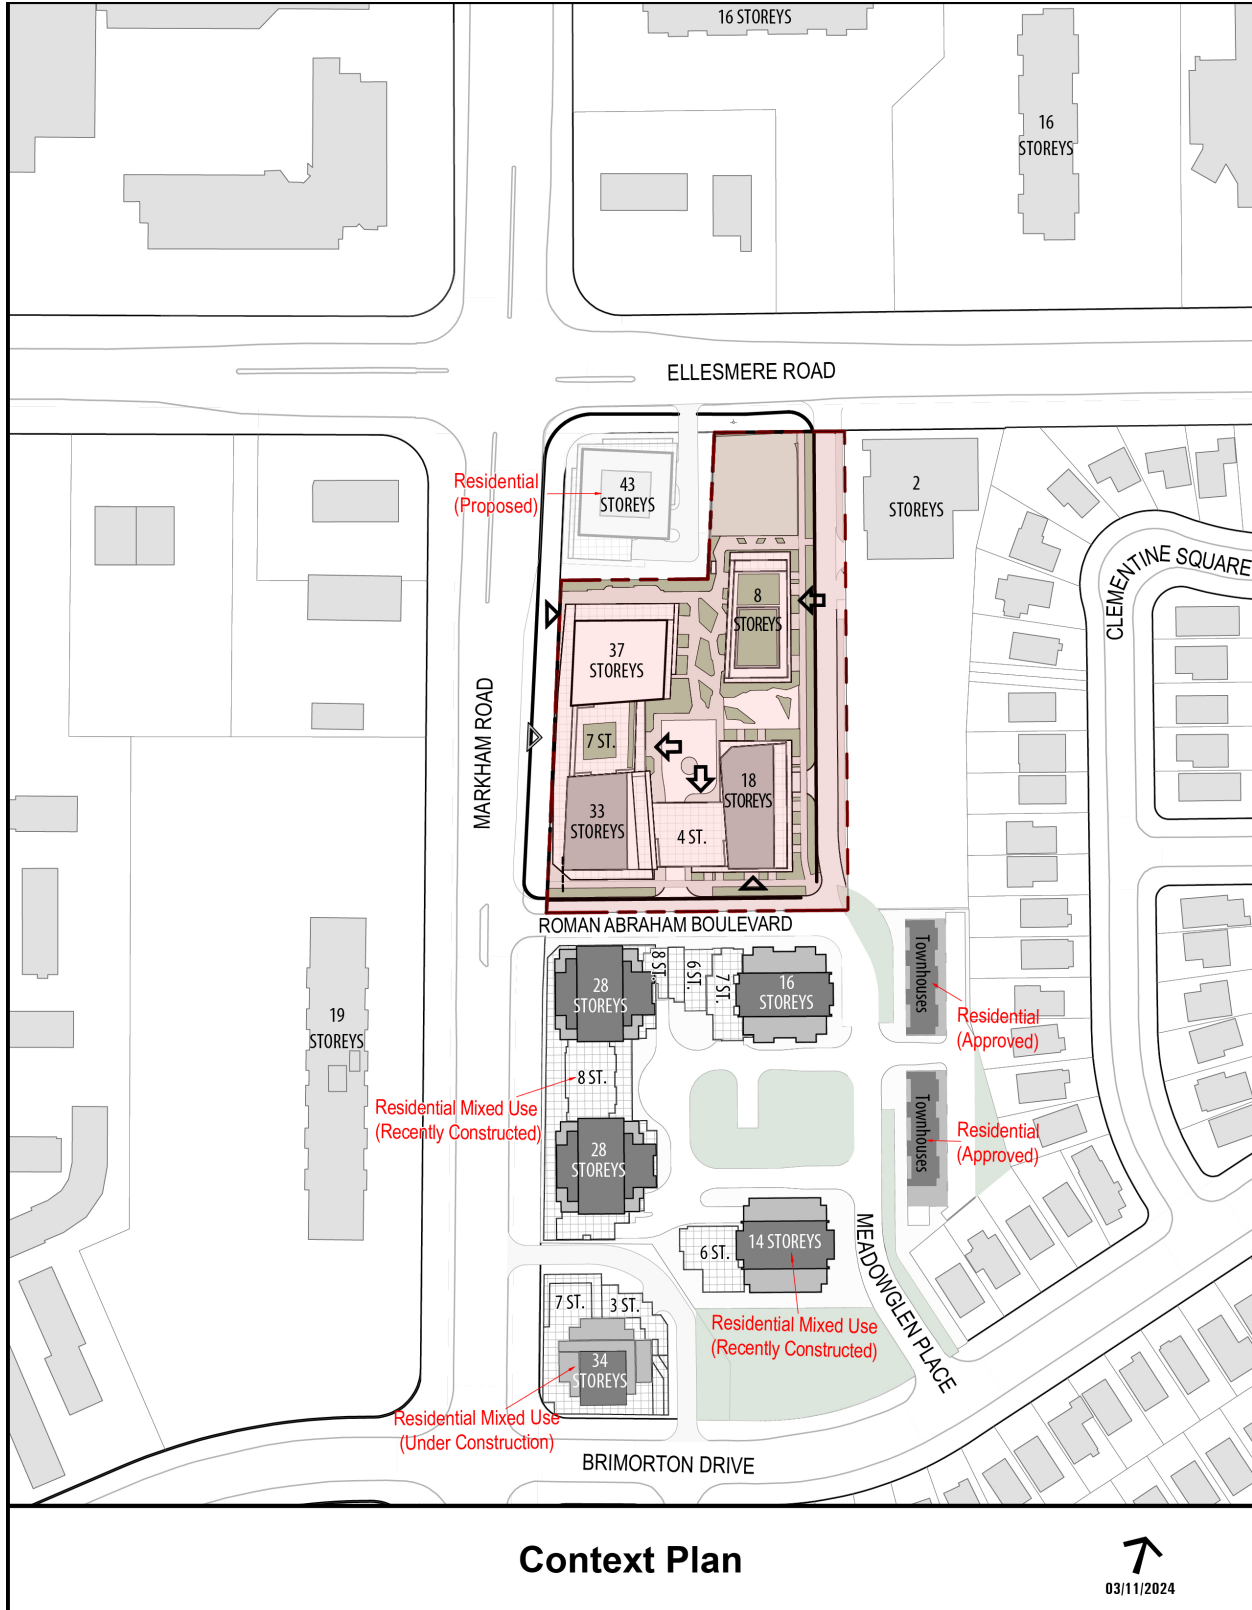 16 STOREYS
16
STOREYS
ELLESMERE ROAD
Residential
(Proposed)
43
STOREYS
2
STOREYS
CLEMENTINE SQUARE
8
STOREYS
37
STOREYS
MARKHAM ROAD
7 ST.
18
STOREYS
33
STOREYS
4 ST.
ROMAN ABRAHAM BOULEVARD
28
STOREYS
8 ST.
6 ST.
7 ST.
16
STOREYS
Townhouses
Residential
(Approved)
19
STOREYS
8 ST.
Residential Mixed Use
(Recently Constructed)
Townhouses
Residential
(Approved)
28
STOREYS
6 ST.
14 STOREYS
MEADOWGLEN PLACE
7 ST.
3 ST.
Residential Mixed Use
(Recently Constructed)
34
STOREYS
Residential Mixed Use
(Under Construction)
BRIMORTON DRIVE
Context Plan
03/11/2024